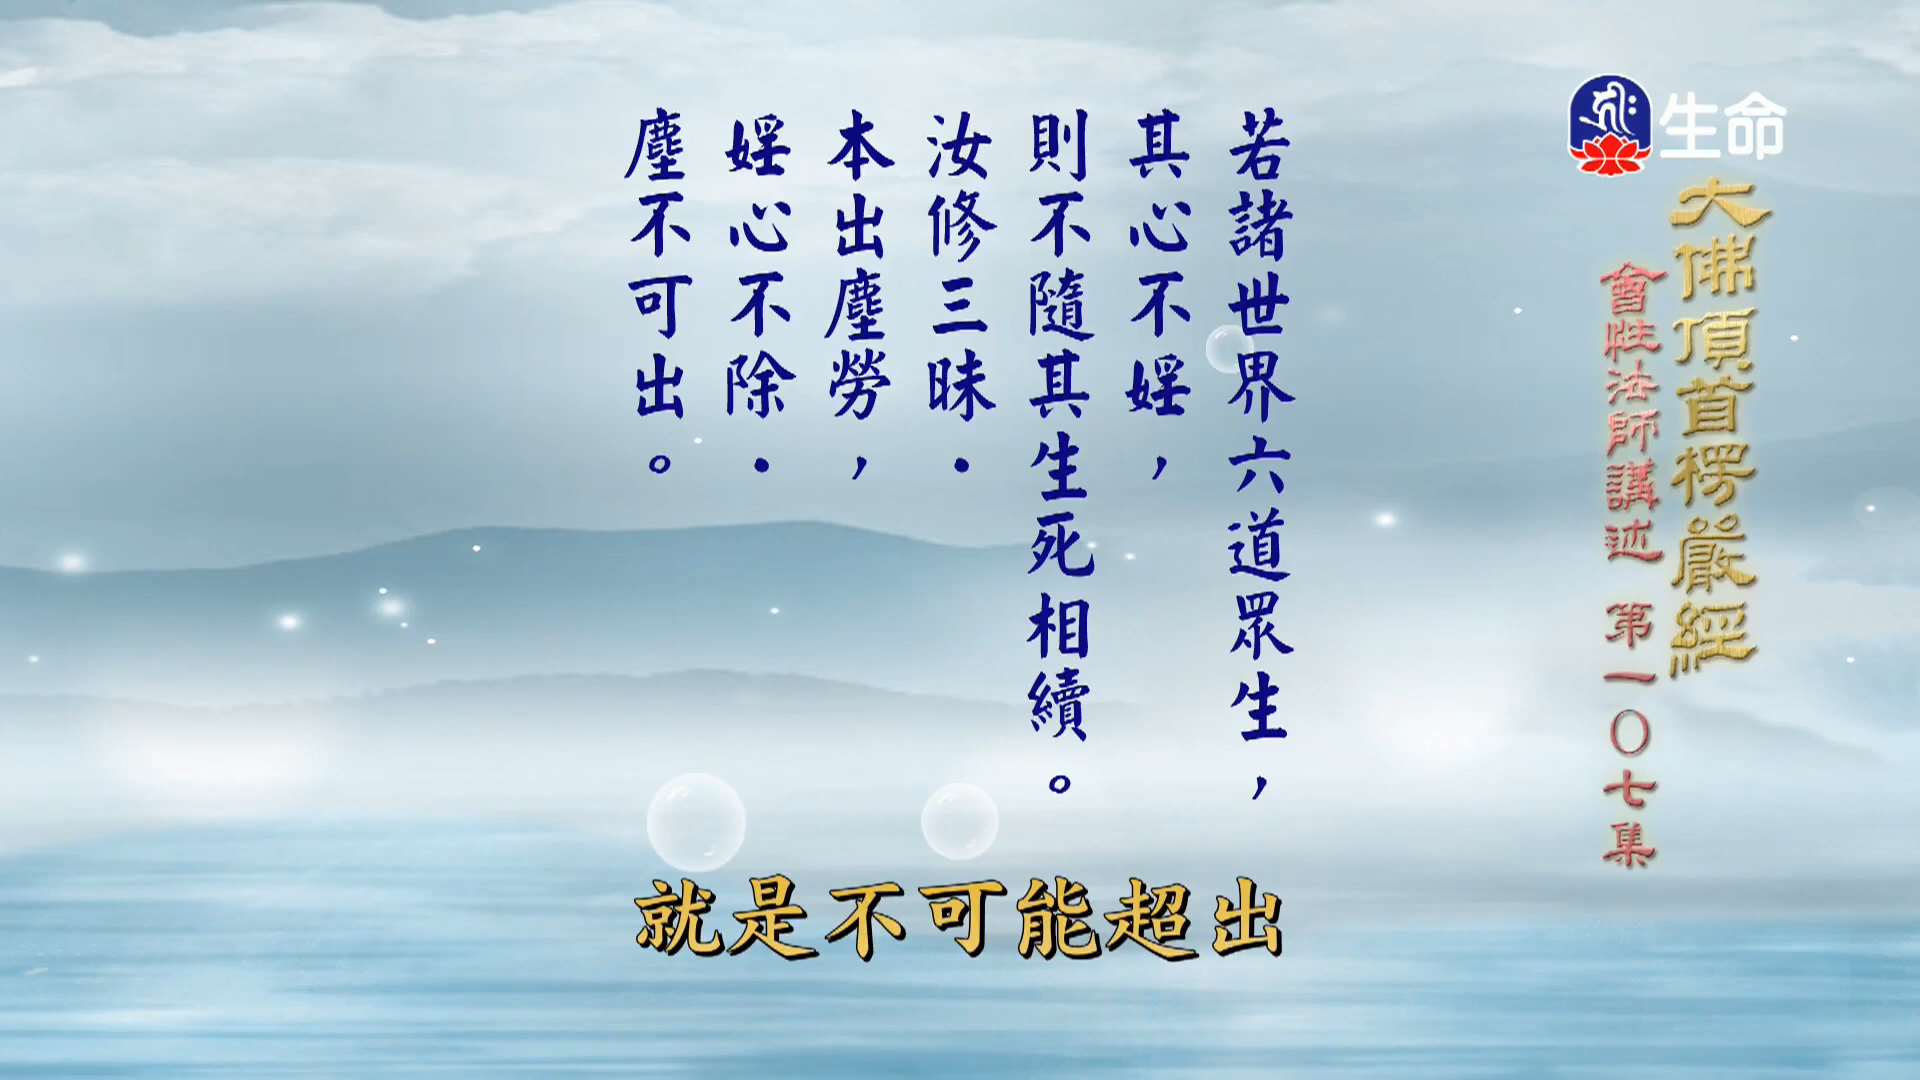 生命
大佛頂首楞嚴經
會性法師講述 第一〇七集
若諸世界六道眾生，
其心不婬，
則不隨其生死相續。
汝修三昧．
本出塵勞，
婬心不除．
塵不可出。
就是不可能超出